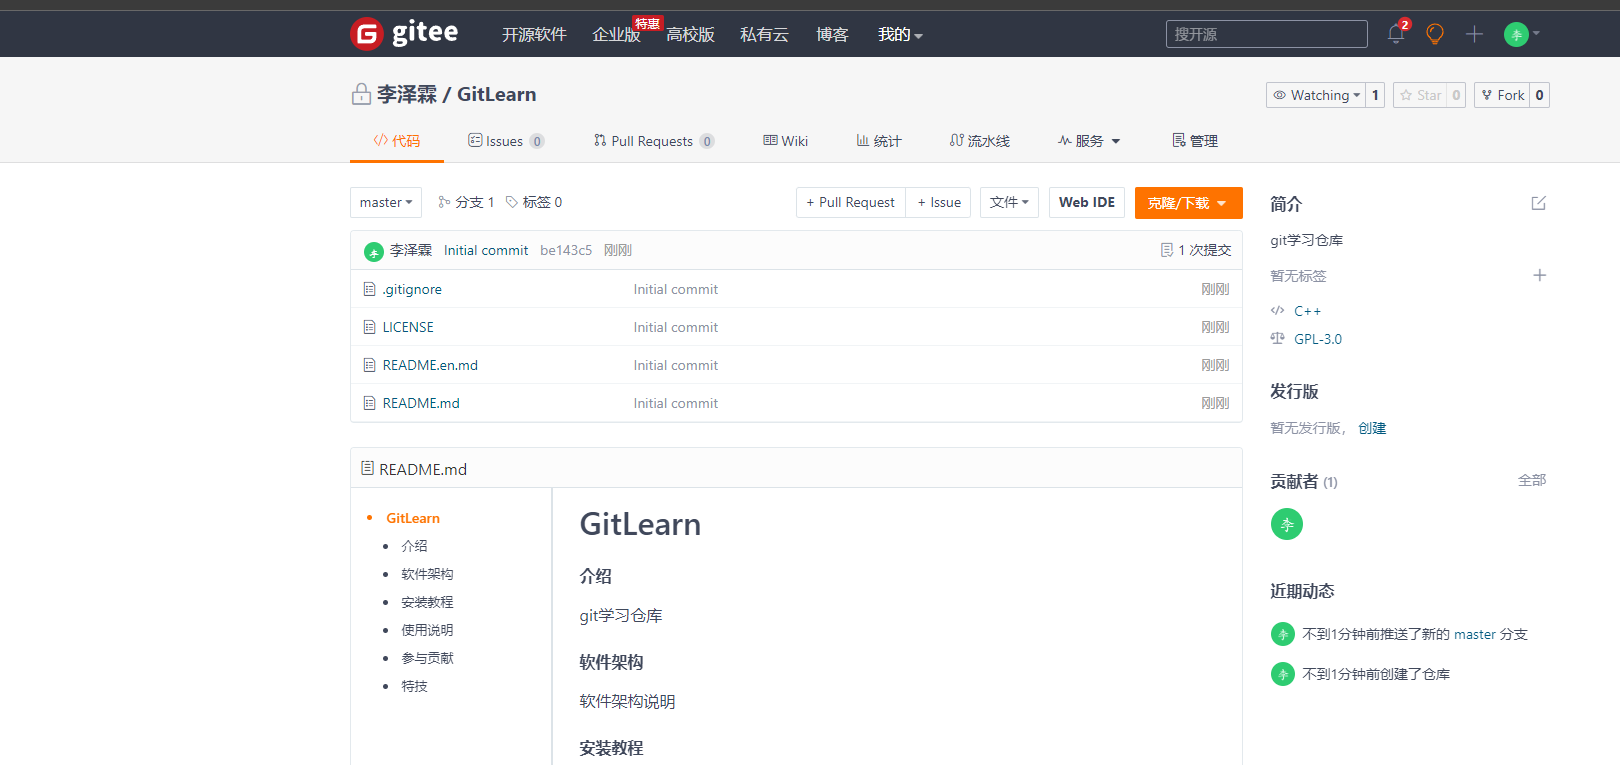 gitee 开源软件 企业版 特惠 高校版 私有云 博客 我的 搜开源 2 李
李泽霖 / GitLearn Watching 1 Star 0 Fork 0
代码 Issues 0 Pull Requests 0 Wiki 统计 流水线 服务 管理
master 分支 1 标签 0 + Pull Request + Issue 文件 Web IDE 克隆/下载
李 李泽霖 Initial commit be143c5 刚刚 1 次提交
.gitignore Initial commit 刚刚
LICENSE Initial commit 刚刚
README.en.md Initial commit 刚刚
README.md Initial commit 刚刚
README.md
GitLearn
介绍
软件架构
安装教程
使用说明
参与贡献
特技
GitLearn
介绍
git学习仓库
软件架构
软件架构说明
安装教程
简介
git学习仓库
暂无标签
C++
GPL-3.0
发行版
暂无发行版， 创建
贡献者 (1) 全部
李
近期动态
李 不到1分钟前推送了新的 master 分支
李 不到1分钟前创建了仓库